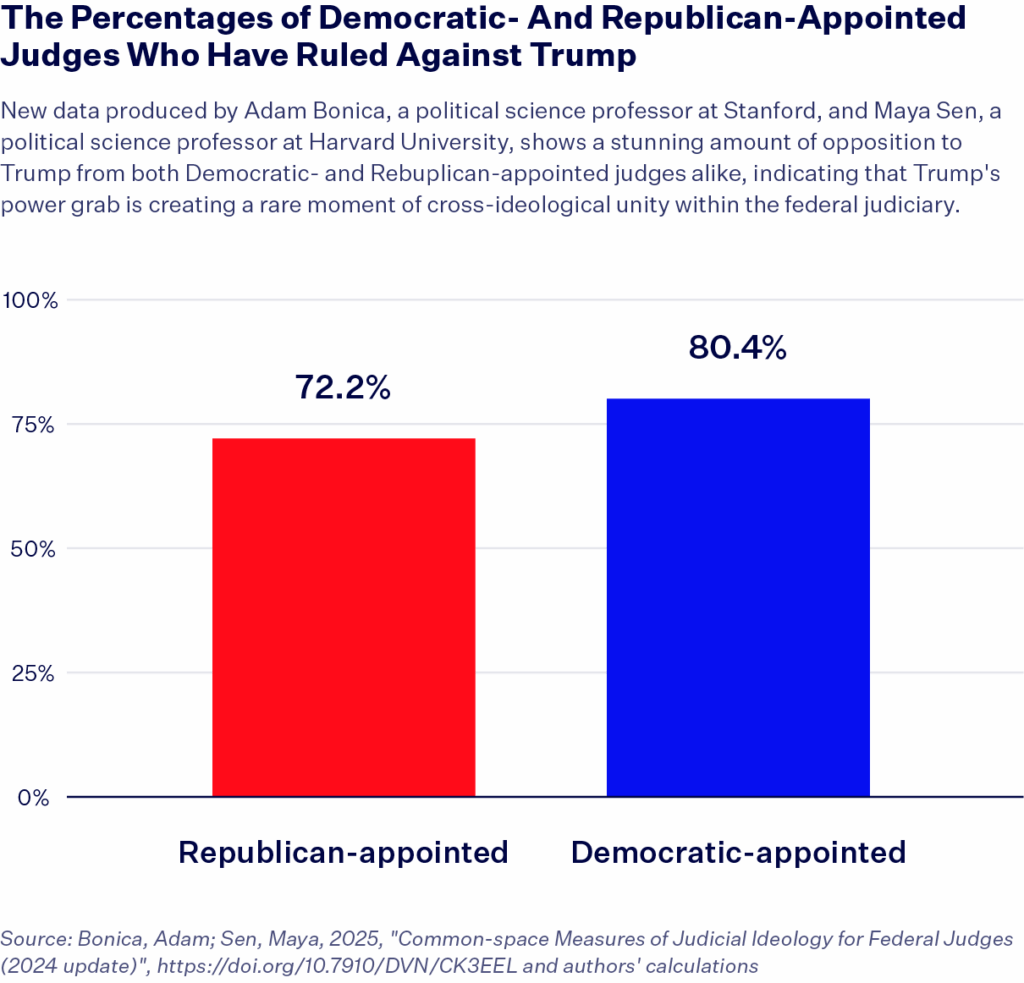 The Percentages of Democratic- And Republican-Appointed
Judges Who Have Ruled Against Trump
New data produced by Adam Bonica, a political science professor at Stanford, and Maya Sen, a
political science professor at Harvard University, shows a stunning amount of opposition to
Trump from both Democratic- and Rebuplican-appointed judges alike, indicating that Trump's
power grab is creating a rare moment of cross-ideological unity within the federal judiciary.
100%
80.4%
72.2%
75%
50%
25%
0%
Republican-appointed
Democratic-appointed
Source: Bonica, Adam; Sen, Maya, 2025, "Common-space Measures of Judicial Ideology for Federal Judges
(2024 update)", https://doi.org/10.7910/DVN/CK3EEL and authors' calculations